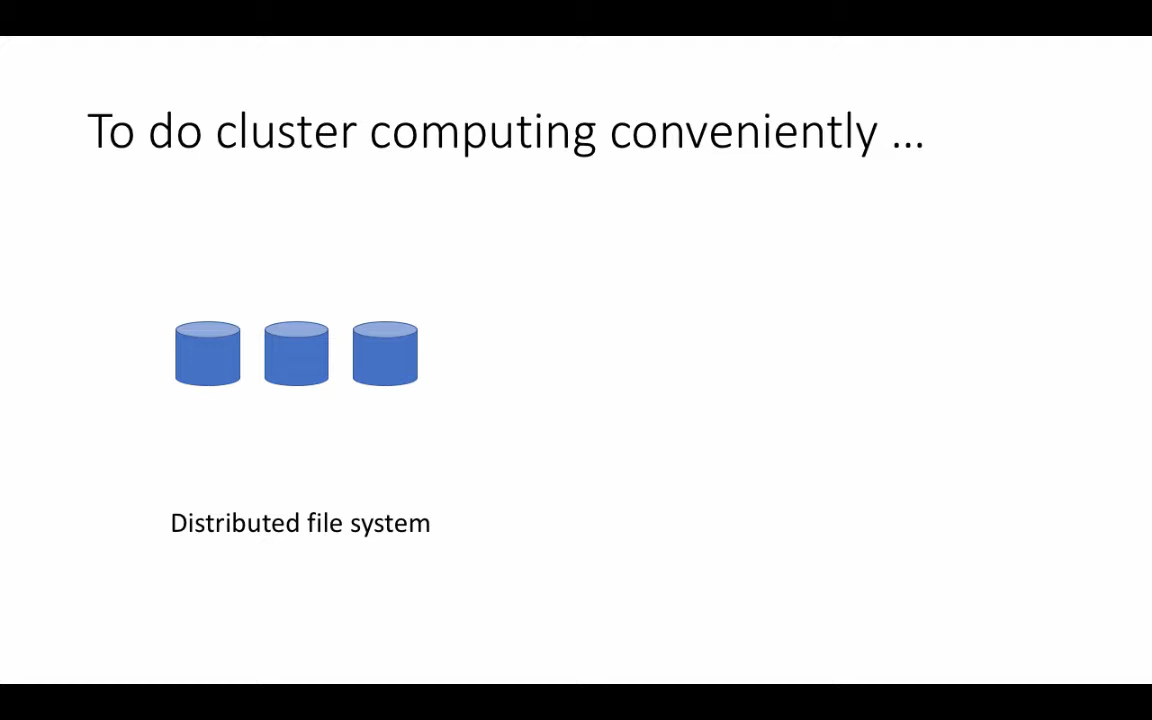 To do cluster computing conveniently ...
Distributed file system